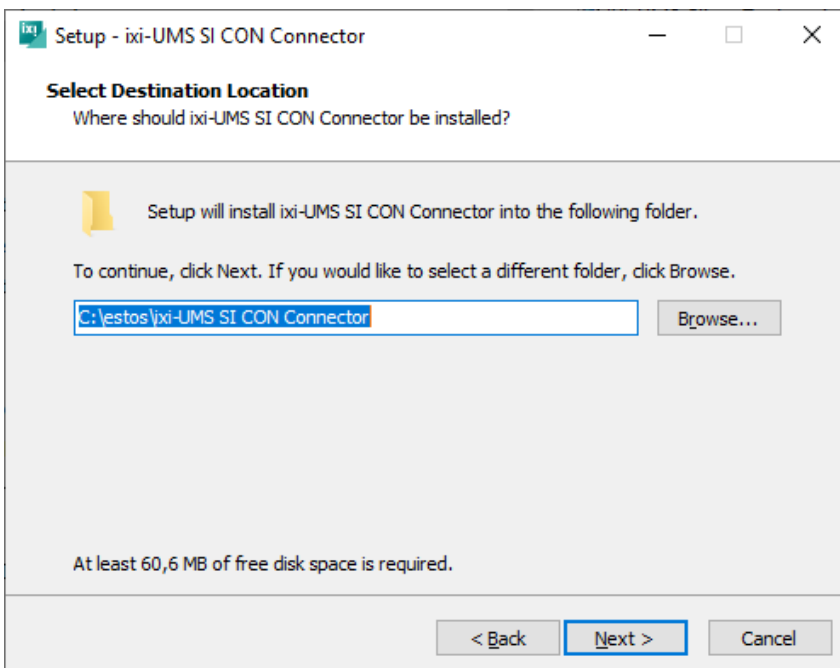 ixi
Setup - ixi-UMS SI CON Connector
Select Destination Location
Where should ixi-UMS SI CON Connector be installed?
Setup will install ixi-UMS SI CON Connector into the following folder.
To continue, click Next. If you would like to select a different folder, click Browse.
C:\estos\ixi-UMS SI CON Connector
Browse...
At least 60,6 MB of free disk space is required.
< Back
Next >
Cancel